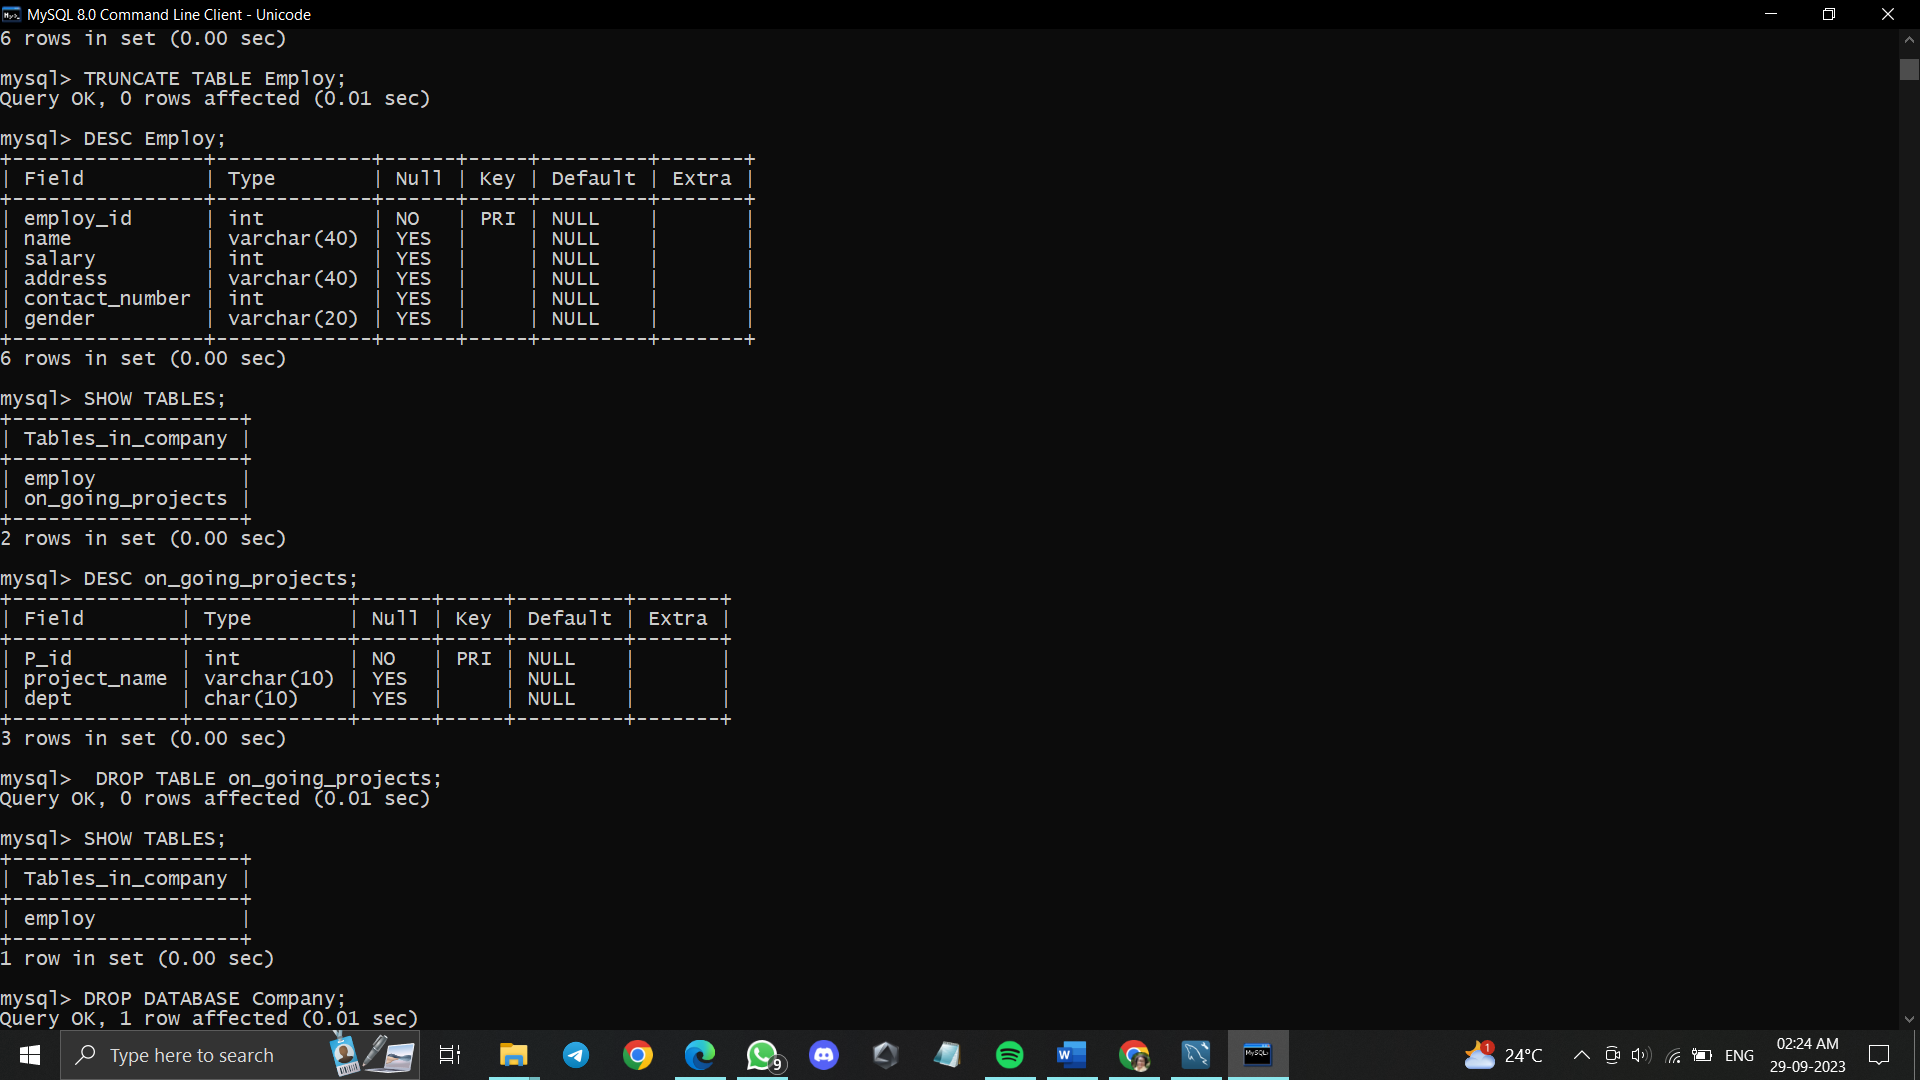 MySQL 8.0 Command Line Client - Unicode
6 rows in set (0.00 sec)
mysql> TRUNCATE TABLE Employ;
Query OK, 0 rows affected (0.01 sec)
mysql> DESC Employ;
+----------------+-------------+------+-----+---------+-------+
| Field          | Type        | Null | Key | Default | Extra |
+----------------+-------------+------+-----+---------+-------+
| employ_id      | int         | NO   | PRI | NULL    |       |
| name           | varchar(40) | YES  |     | NULL    |       |
| salary         | int         | YES  |     | NULL    |       |
| address        | varchar(40) | YES  |     | NULL    |       |
| contact_number | int         | YES  |     | NULL    |       |
| gender         | varchar(20) | YES  |     | NULL    |       |
+----------------+-------------+------+-----+---------+-------+
6 rows in set (0.00 sec)
mysql> SHOW TABLES;
+-------------------+
| Tables_in_company |
+-------------------+
| employ            |
| on_going_projects |
+-------------------+
2 rows in set (0.00 sec)
mysql> DESC on_going_projects;
+--------------+-------------+------+-----+---------+-------+
| Field        | Type        | Null | Key | Default | Extra |
+--------------+-------------+------+-----+---------+-------+
| P_id         | int         | NO   | PRI | NULL    |       |
| project_name | varchar(10) | YES  |     | NULL    |       |
| dept         | char(10)    | YES  |     | NULL    |       |
+--------------+-------------+------+-----+---------+-------+
3 rows in set (0.00 sec)
mysql>  DROP TABLE on_going_projects;
Query OK, 0 rows affected (0.01 sec)
mysql> SHOW TABLES;
+-------------------+
| Tables_in_company |
+-------------------+
| employ            |
+-------------------+
1 row in set (0.00 sec)
mysql> DROP DATABASE Company;
Query OK, 1 row affected (0.01 sec)
Type here to search
9
MySQL
1
24°C
ENG
02:24 AM
29-09-2023